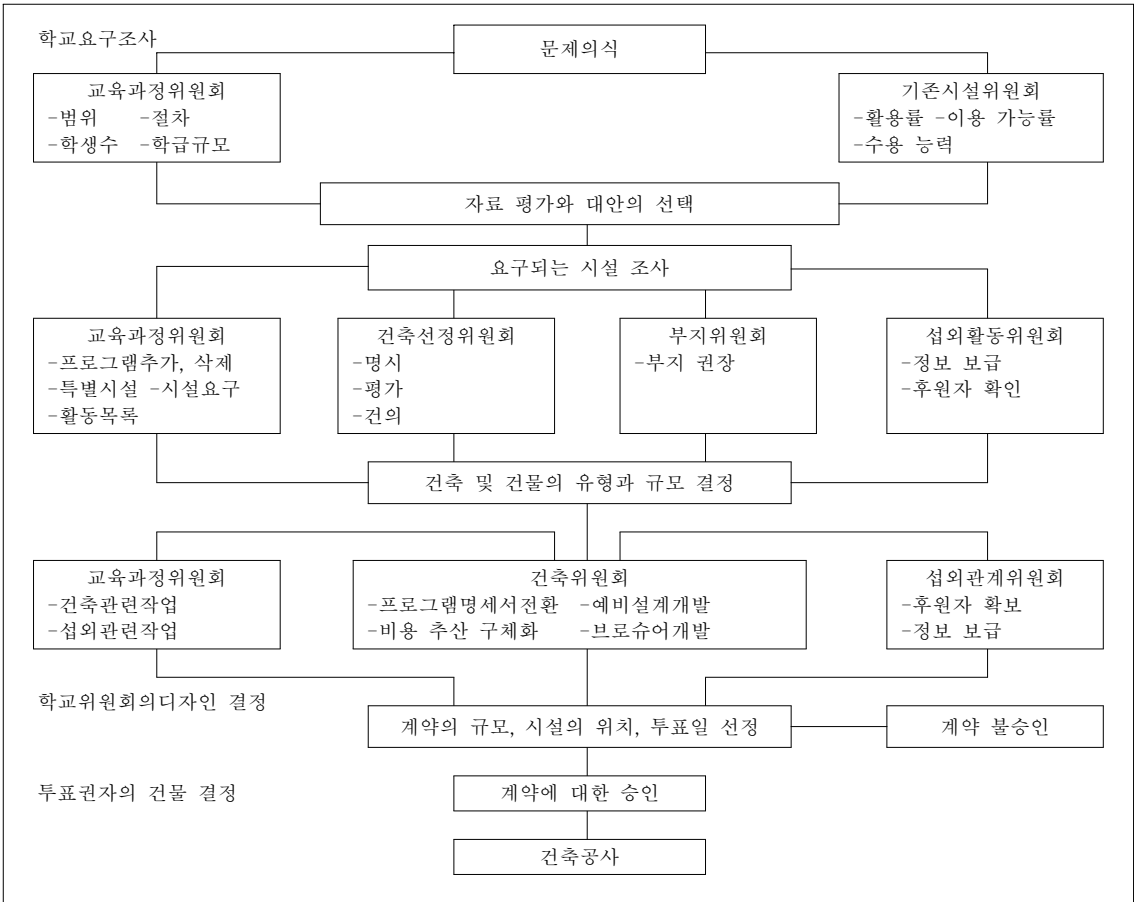 학교요구조사
문제의식
교육과정위원회
-범위 -절차
-학생수 -학급규모
기존시설위원회
-활용률 -이용 가능률
-수용 능력
자료 평가와 대안의 선택
요구되는 시설 조사
교육과정위원회
-프로그램추가, 삭제
-특별시설 -시설요구
-활동목록
건축선정위원회
-명시
-평가
-건의
부지위원회
-부지 권장
섭외활동위원회
-정보 보급
-후원자 확인
건축 및 건물의 유형과 규모 결정
교육과정위원회
-건축관련작업
-섭외관련작업
건축위원회
-프로그램명세서전환 -예비설계개발
-비용 추산 구체화 -브로슈어개발
섭외관계위원회
-후원자 확보
-정보 보급
학교위원회의디자인 결정
계약의 규모, 시설의 위치, 투표일 선정
계약 불승인
투표권자의 건물 결정
계약에 대한 승인
건축공사